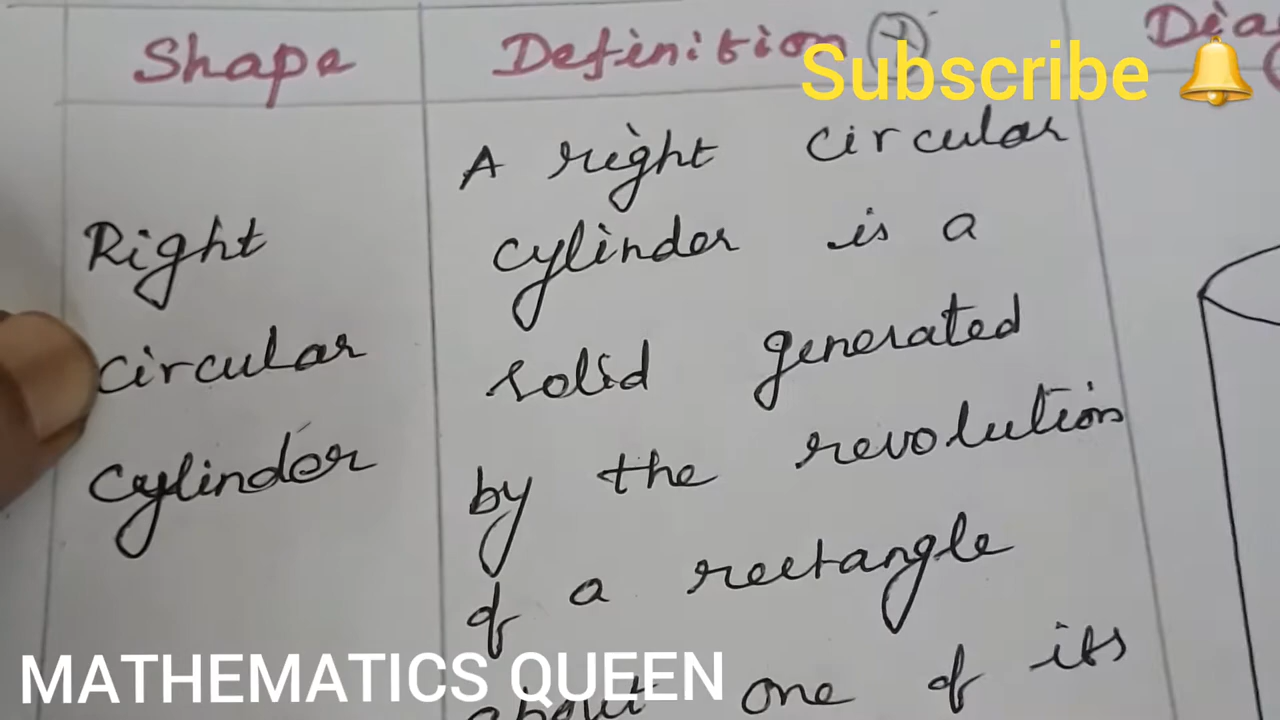 Shape
Definition
Subscribe
Right
circular
cylinder
A right circular
cylinder is a
solid generated
by the revolution
of a rectangle
about one of its
MATHEMATICS QUEEN